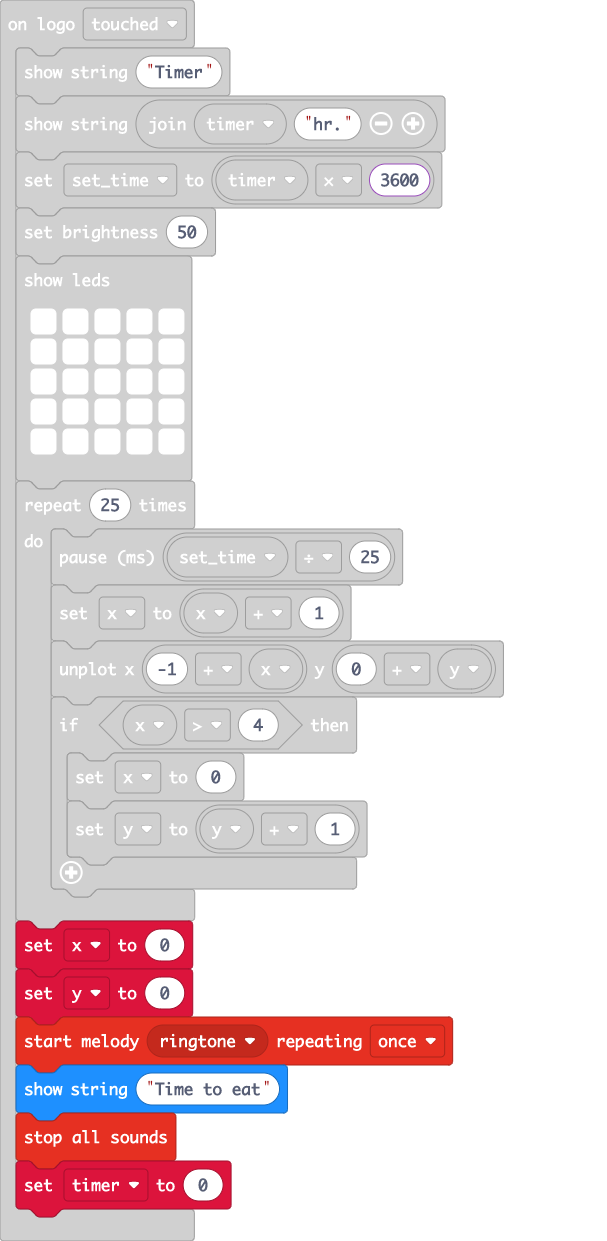 on logo touched
show string "Timer"
show string join timer "hr."
set set_time to timer x 3600
set brightness 50
show leds
repeat 25 times
do
pause (ms) set_time ÷ 25
set x to x + 1
unplot x -1 + x y 0 + y
if x > 4 then
set x to 0
set y to y + 1
set x to 0
set y to 0
start melody ringtone repeating once
show string "Time to eat"
stop all sounds
set timer to 0